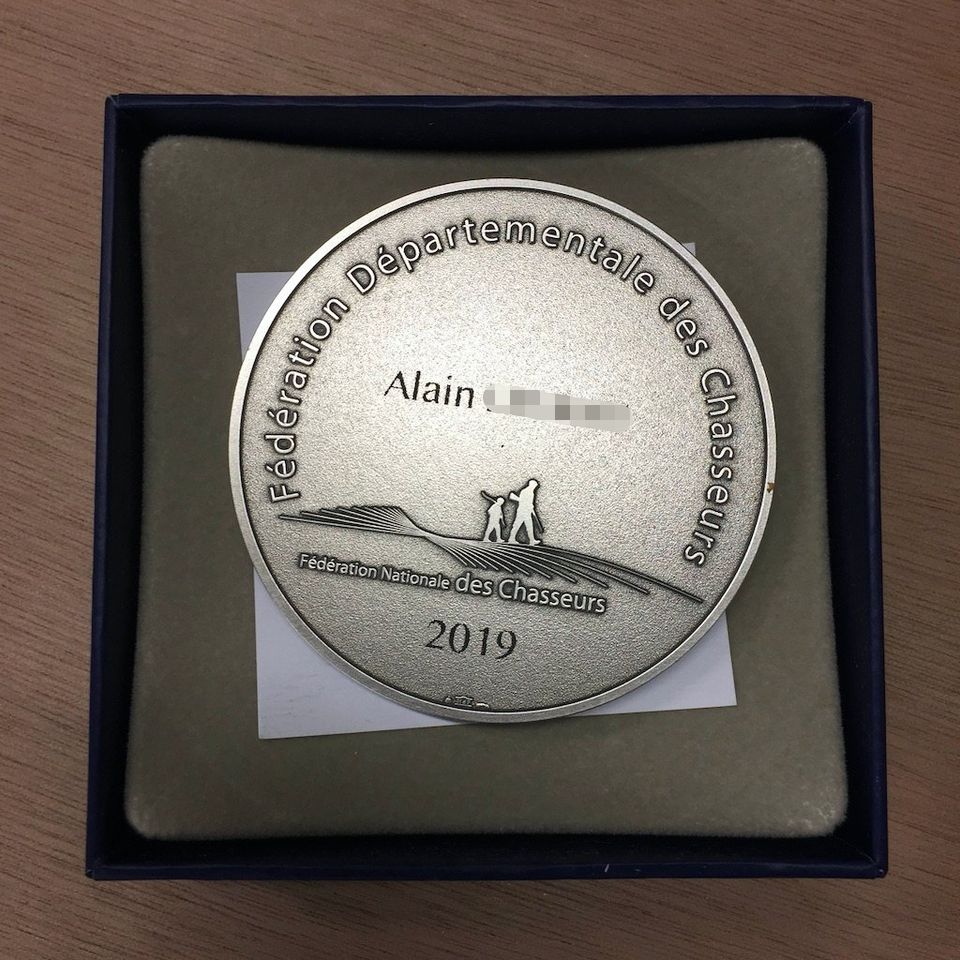 Fédération Départementale des Chasseurs
Alain
Fédération Nationale des Chasseurs
2019